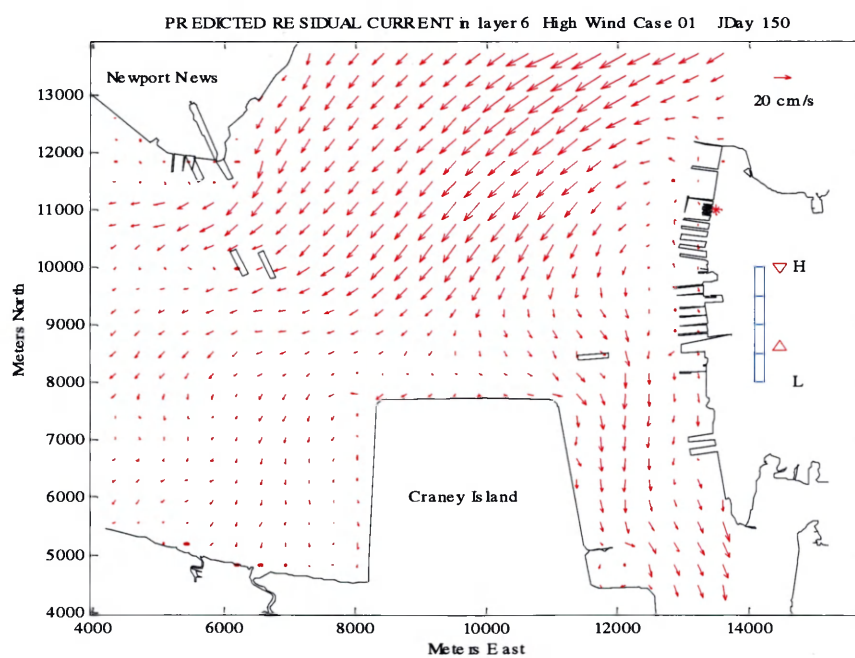 PREDICTED RESIDUAL CURRENT in layer 6 High Wind Case 01 JDay 150
Newport News
20 cm/s
13000
12000
11000
10000
9000
8000
7000
6000
5000
4000
Meters North
H
L
Craney Island
4000
6000
8000
10000
12000
14000
Meters East